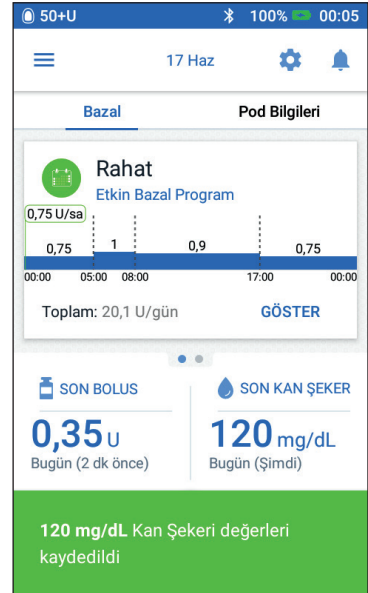 50+U 100% 00:05
17 Haz
Bazal Pod Bilgileri
Rahat
Etkin Bazal Program
0,75 U/sa
0,75 1 0,9 0,75
00:00 05:00 08:00 17:00 00:00
Toplam: 20,1 U/gün GÖSTER
SON BOLUS SON KAN ŞEKER
0,35 U 120 mg/dL
Bugün (2 dk önce) Bugün (Şimdi)
120 mg/dL Kan Şekeri değerleri
kaydedildi